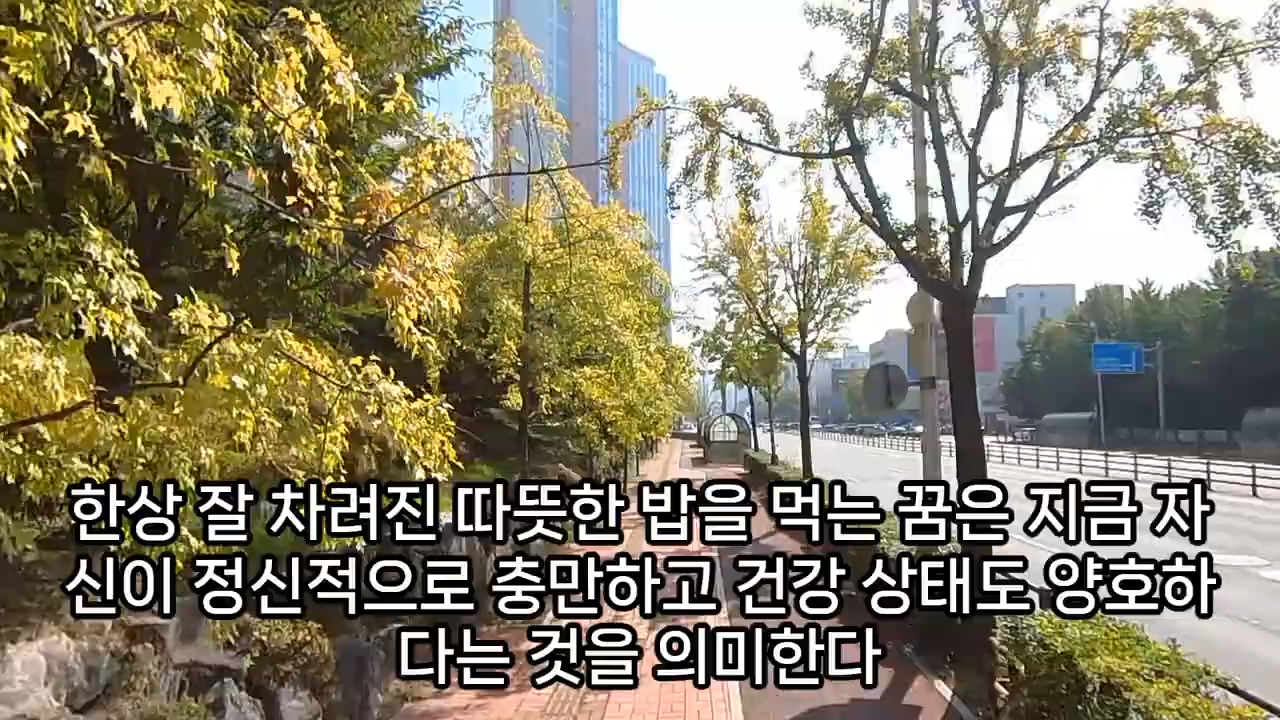 한상 잘 차려진 따뜻한 밥을 먹는 꿈은 지금 자
신이 정신적으로 충만하고 건강 상태도 양호하
다는 것을 의미한다